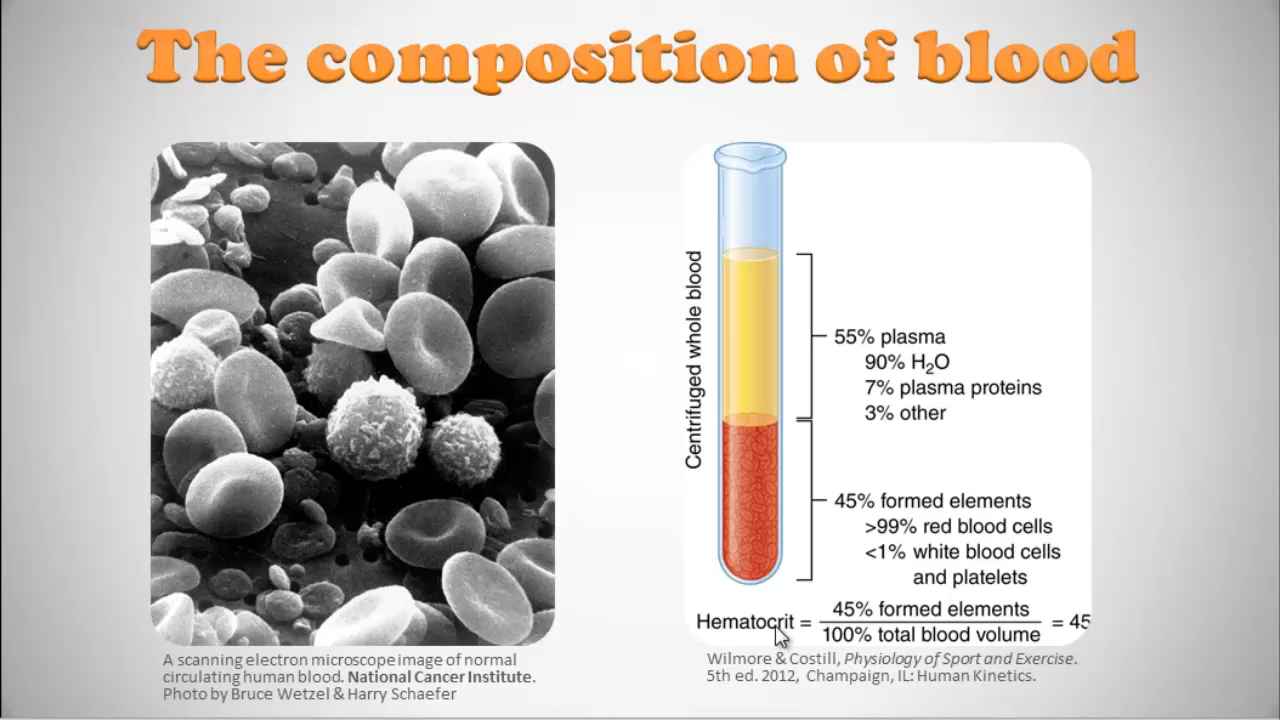 The composition of blood
Centrifuged whole blood
55% plasma
90% H₂O
7% plasma proteins
3% other
45% formed elements
>99% red blood cells
<1% white blood cells
and platelets
Hematocrit = 45% formed elements / 100% total blood volume = 45
A scanning electron microscope image of normal
circulating human blood. National Cancer Institute.
Photo by Bruce Wetzel & Harry Schaefer
Wilmore & Costill, Physiology of Sport and Exercise.
5th ed. 2012, Champaign, IL: Human Kinetics.